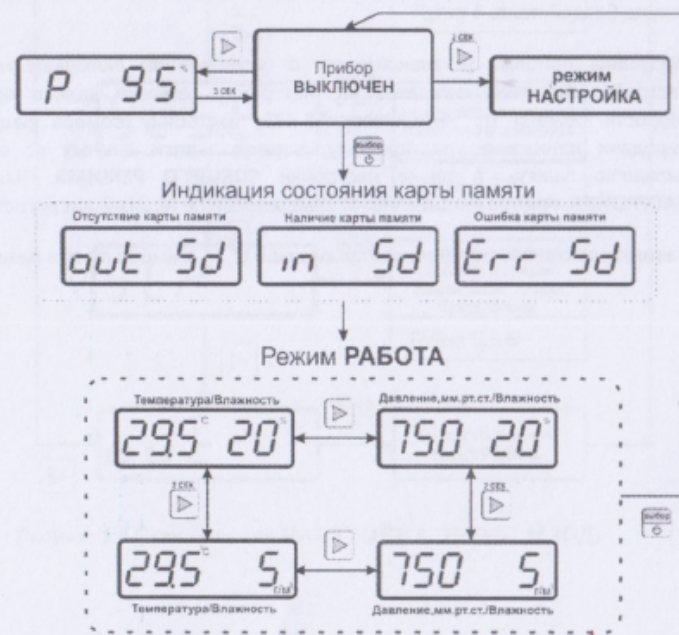 1 СЕК
Прибор
ВЫКЛЮЧЕН
P 95 %
3 СЕК
режим
НАСТРОЙКА
выбор
Индикация состояния карты памяти
Отсутствие карты памяти
Наличие карты памяти
Ошибка карты памяти
out Sd
in Sd
Err Sd
Режим РАБОТА
Температура/Влажность
Давление,мм.рт.ст./Влажность
29.5 °C 20 %
750 20 %
2 СЕК
выбор
29.5 °C 5 г/м³
750 5 г/м³
Температура/Влажность
Давление,мм.рт.ст./Влажность